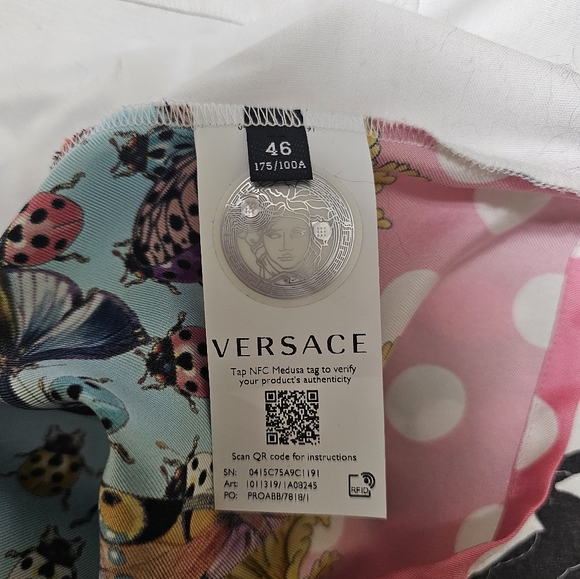 46
175/100A
VERSACE
Tap NFC Medusa tag to verify
your product's authenticity
Scan QR code for instructions
SN: 0415C75A9C1191
Art: 1011319/1A08245
PO: PROABB/7818/1
RFID